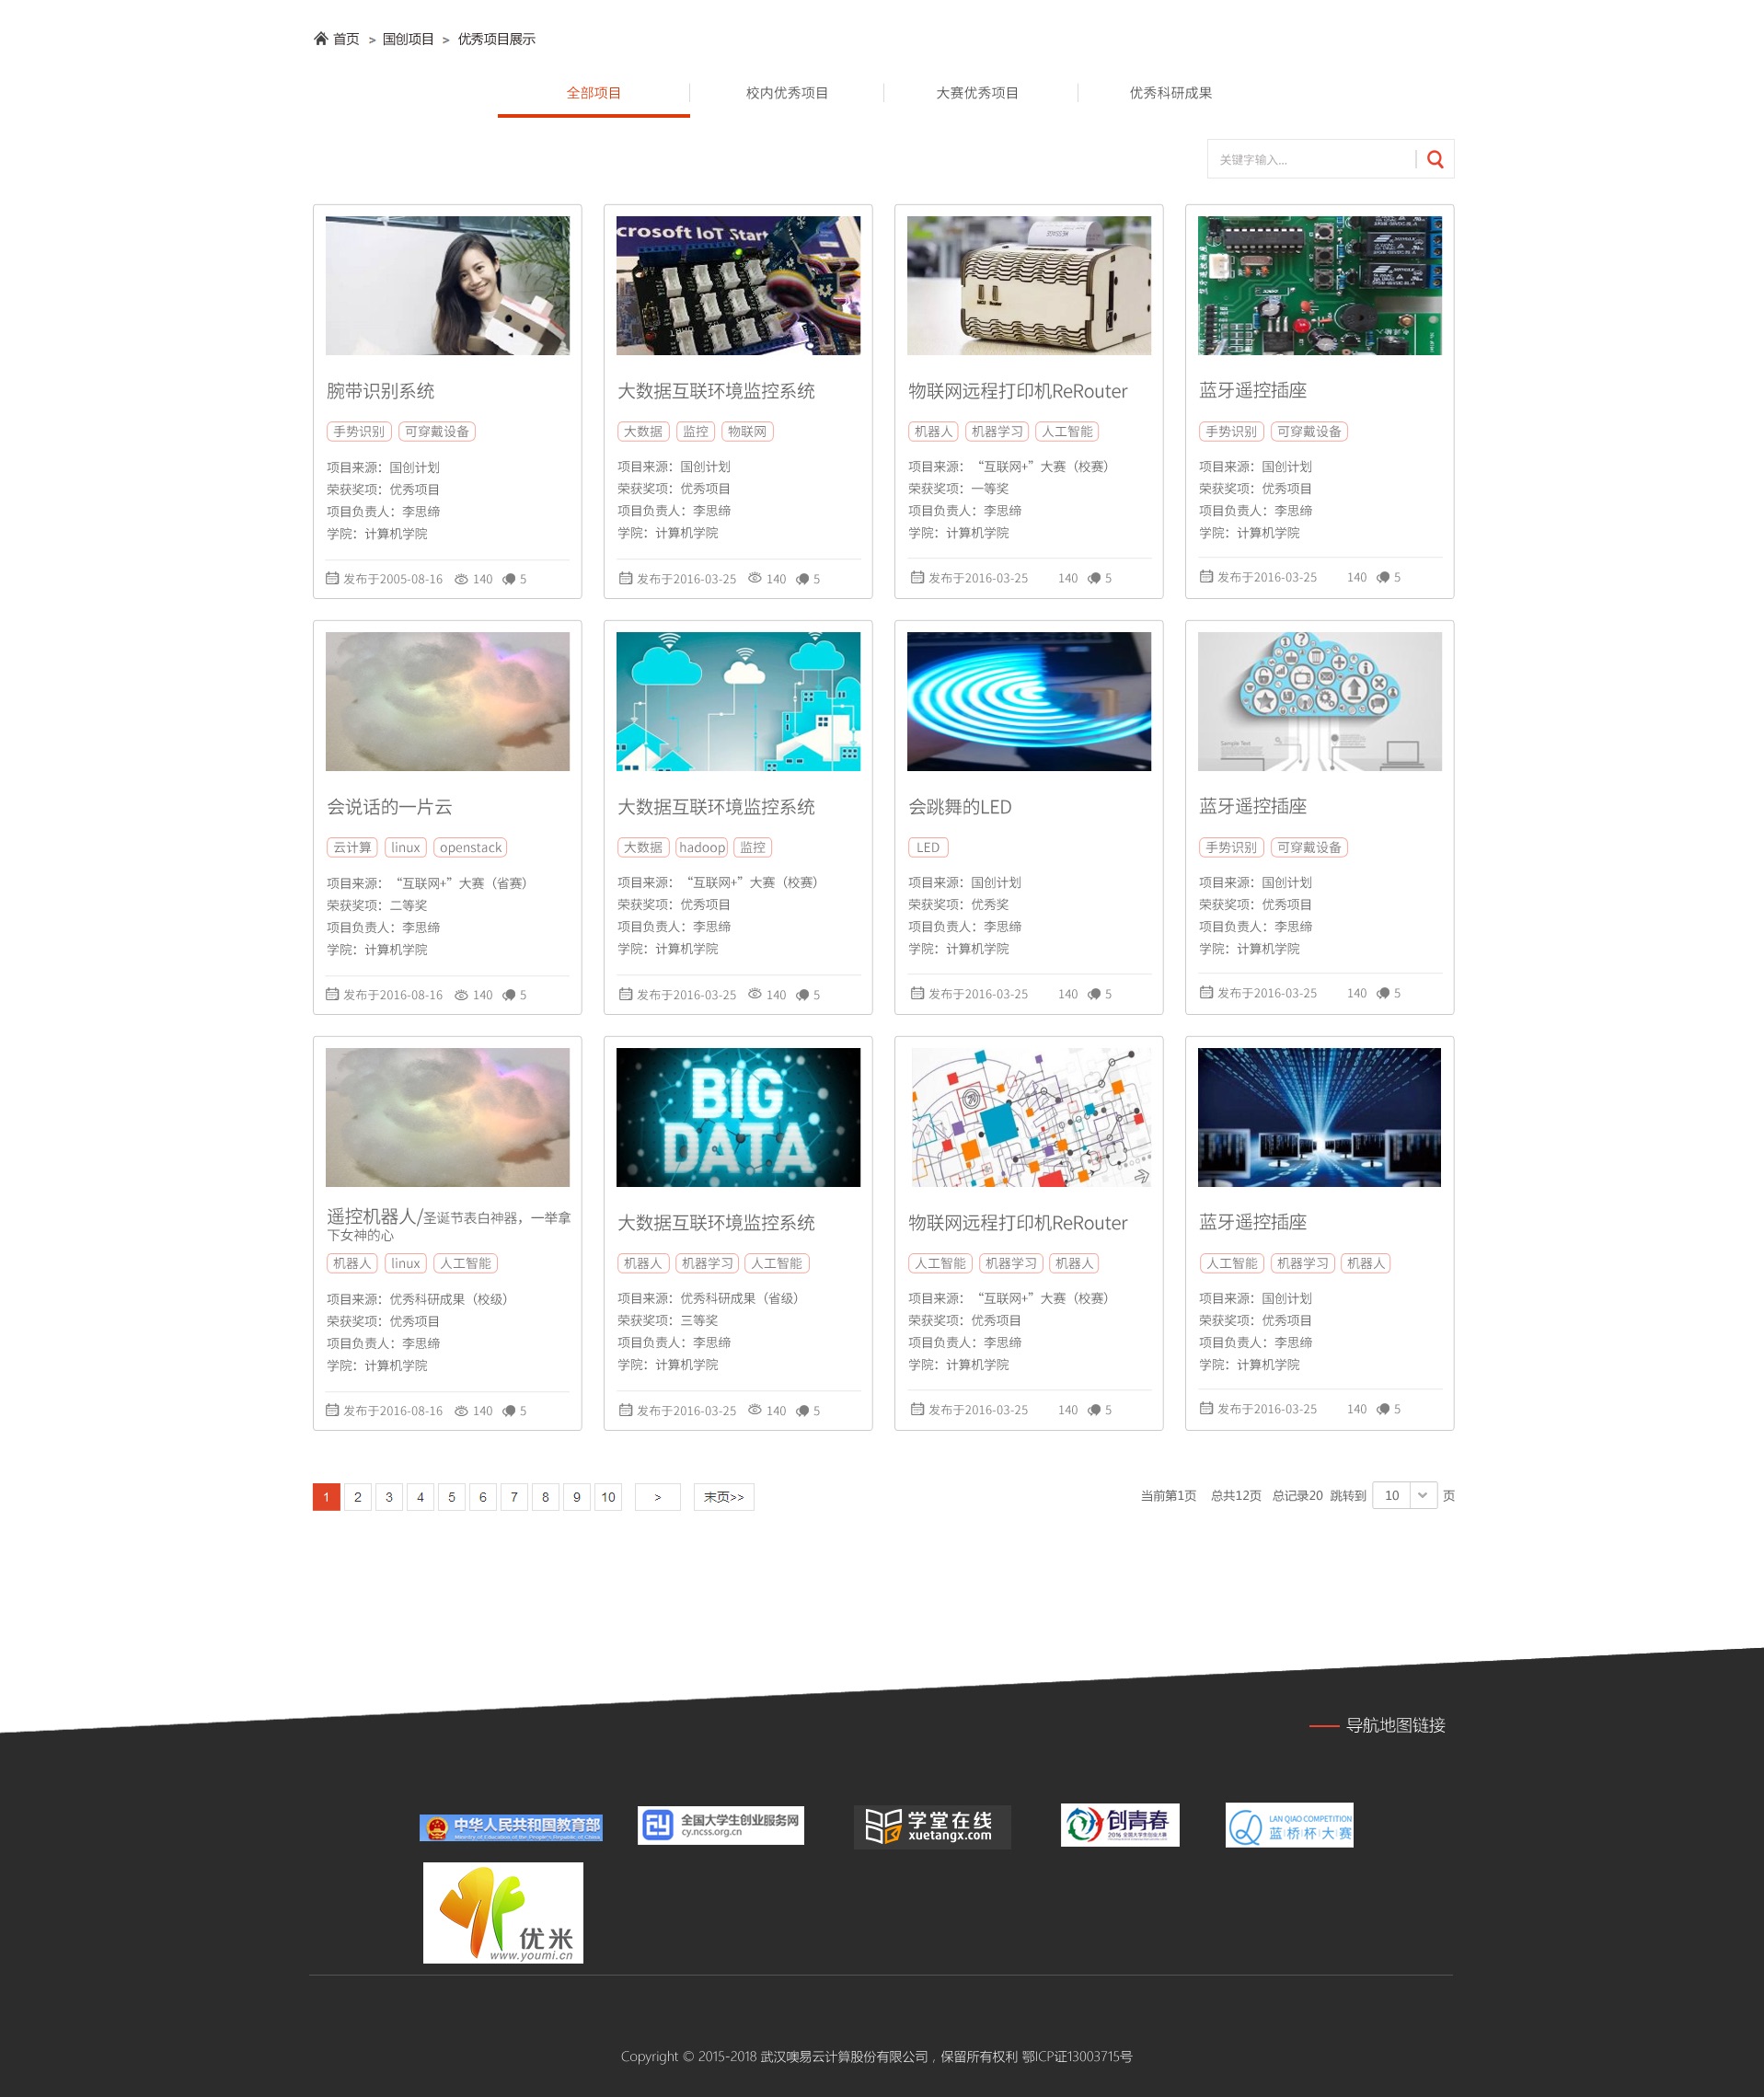 首页 > 国创项目 > 优秀项目展示
全部项目 校内优秀项目 大赛优秀项目 优秀科研成果
关键字输入...
crosoft IoT Start
MESSAGE
腕带识别系统
手势识别 可穿戴设备
项目来源：国创计划
荣获奖项：优秀项目
项目负责人：李思缔
学院：计算机学院
发布于2005-08-16 140 5
大数据互联环境监控系统
大数据 监控 物联网
项目来源：国创计划
荣获奖项：优秀项目
项目负责人：李思缔
学院：计算机学院
发布于2016-03-25 140 5
物联网远程打印机ReRouter
机器人 机器学习 人工智能
项目来源：“互联网+”大赛（校赛）
荣获奖项：一等奖
项目负责人：李思缔
学院：计算机学院
发布于2016-03-25 140 5
蓝牙遥控插座
手势识别 可穿戴设备
项目来源：国创计划
荣获奖项：优秀项目
项目负责人：李思缔
学院：计算机学院
发布于2016-03-25 140 5
会说话的一片云
云计算 linux openstack
项目来源：“互联网+”大赛（省赛）
荣获奖项：二等奖
项目负责人：李思缔
学院：计算机学院
发布于2016-08-16 140 5
大数据互联环境监控系统
大数据 hadoop 监控
项目来源：“互联网+”大赛（校赛）
荣获奖项：优秀项目
项目负责人：李思缔
学院：计算机学院
发布于2016-03-25 140 5
会跳舞的LED
LED
项目来源：国创计划
荣获奖项：优秀奖
项目负责人：李思缔
学院：计算机学院
发布于2016-03-25 140 5
Sample Text
蓝牙遥控插座
手势识别 可穿戴设备
项目来源：国创计划
荣获奖项：优秀项目
项目负责人：李思缔
学院：计算机学院
发布于2016-03-25 140 5
遥控机器人/圣诞节表白神器，一举拿
下女神的心
机器人 linux 人工智能
项目来源：优秀科研成果（校级）
荣获奖项：优秀项目
项目负责人：李思缔
学院：计算机学院
发布于2016-08-16 140 5
BIG
DATA
大数据互联环境监控系统
机器人 机器学习 人工智能
项目来源：优秀科研成果（省级）
荣获奖项：三等奖
项目负责人：李思缔
学院：计算机学院
发布于2016-03-25 140 5
物联网远程打印机ReRouter
人工智能 机器学习 机器人
项目来源：“互联网+”大赛（校赛）
荣获奖项：优秀项目
项目负责人：李思缔
学院：计算机学院
发布于2016-03-25 140 5
蓝牙遥控插座
人工智能 机器学习 机器人
项目来源：国创计划
荣获奖项：优秀项目
项目负责人：李思缔
学院：计算机学院
发布于2016-03-25 140 5
1 2 3 4 5 6 7 8 9 10 > 末页>> 当前第1页 总共12页 总记录20 跳转到 10 页
导航地图链接
中华人民共和国教育部
Ministry of Education of the People's Republic of China
全国大学生创业服务网
cy.ncss.org.cn
学堂在线
xuetangx.com
创青春
2016 全国大学生创业大赛
LAN QIAO COMPETITION
蓝桥杯大赛
优米
www.youmi.cn
Copyright © 2015-2018 武汉噢易云计算股份有限公司，保留所有权利 鄂ICP证13003715号